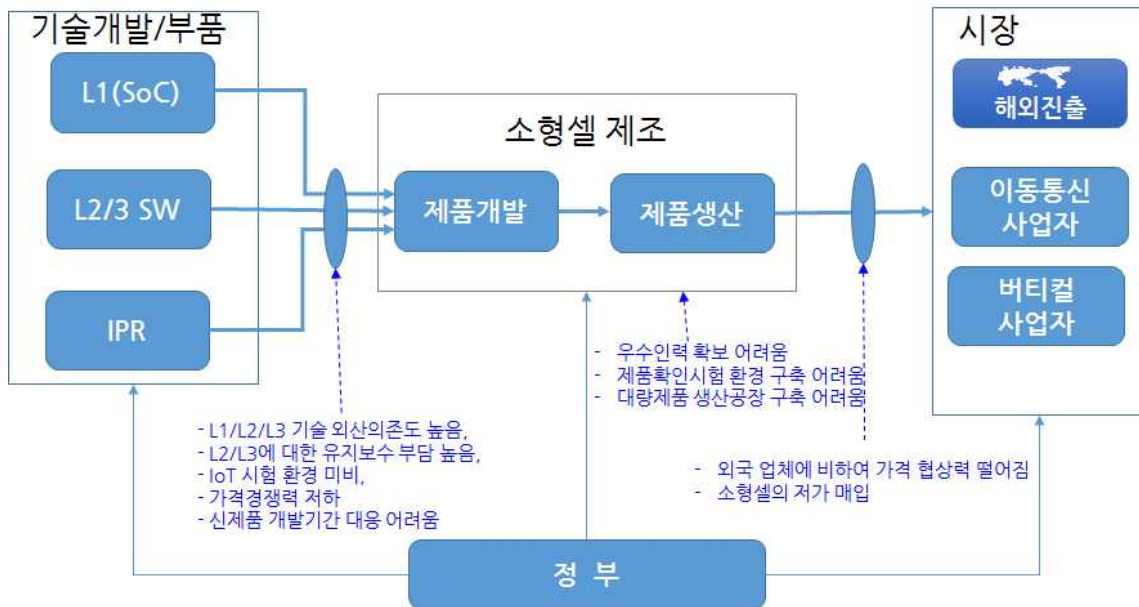 기술개발/부품
L1(SoC)
L2/3 SW
IPR
소형셀 제조
제품개발
제품생산
시장
해외진출
이동통신
사업자
버티컬
사업자
- 우수인력 확보 어려움
- 제품확인시험 환경 구축 어려움
- 대량제품 생산공장 구축 어려움
- L1/L2/L3 기술 외산의존도 높음,
- L2/L3에 대한 유지보수 부담 높음,
- IoT 시험 환경 미비,
- 가격경쟁력 저하
- 신제품 개발기간 대응 어려움
- 외국 업체에 비하여 가격 협상력 떨어짐
- 소형셀의 저가 매입
정 부